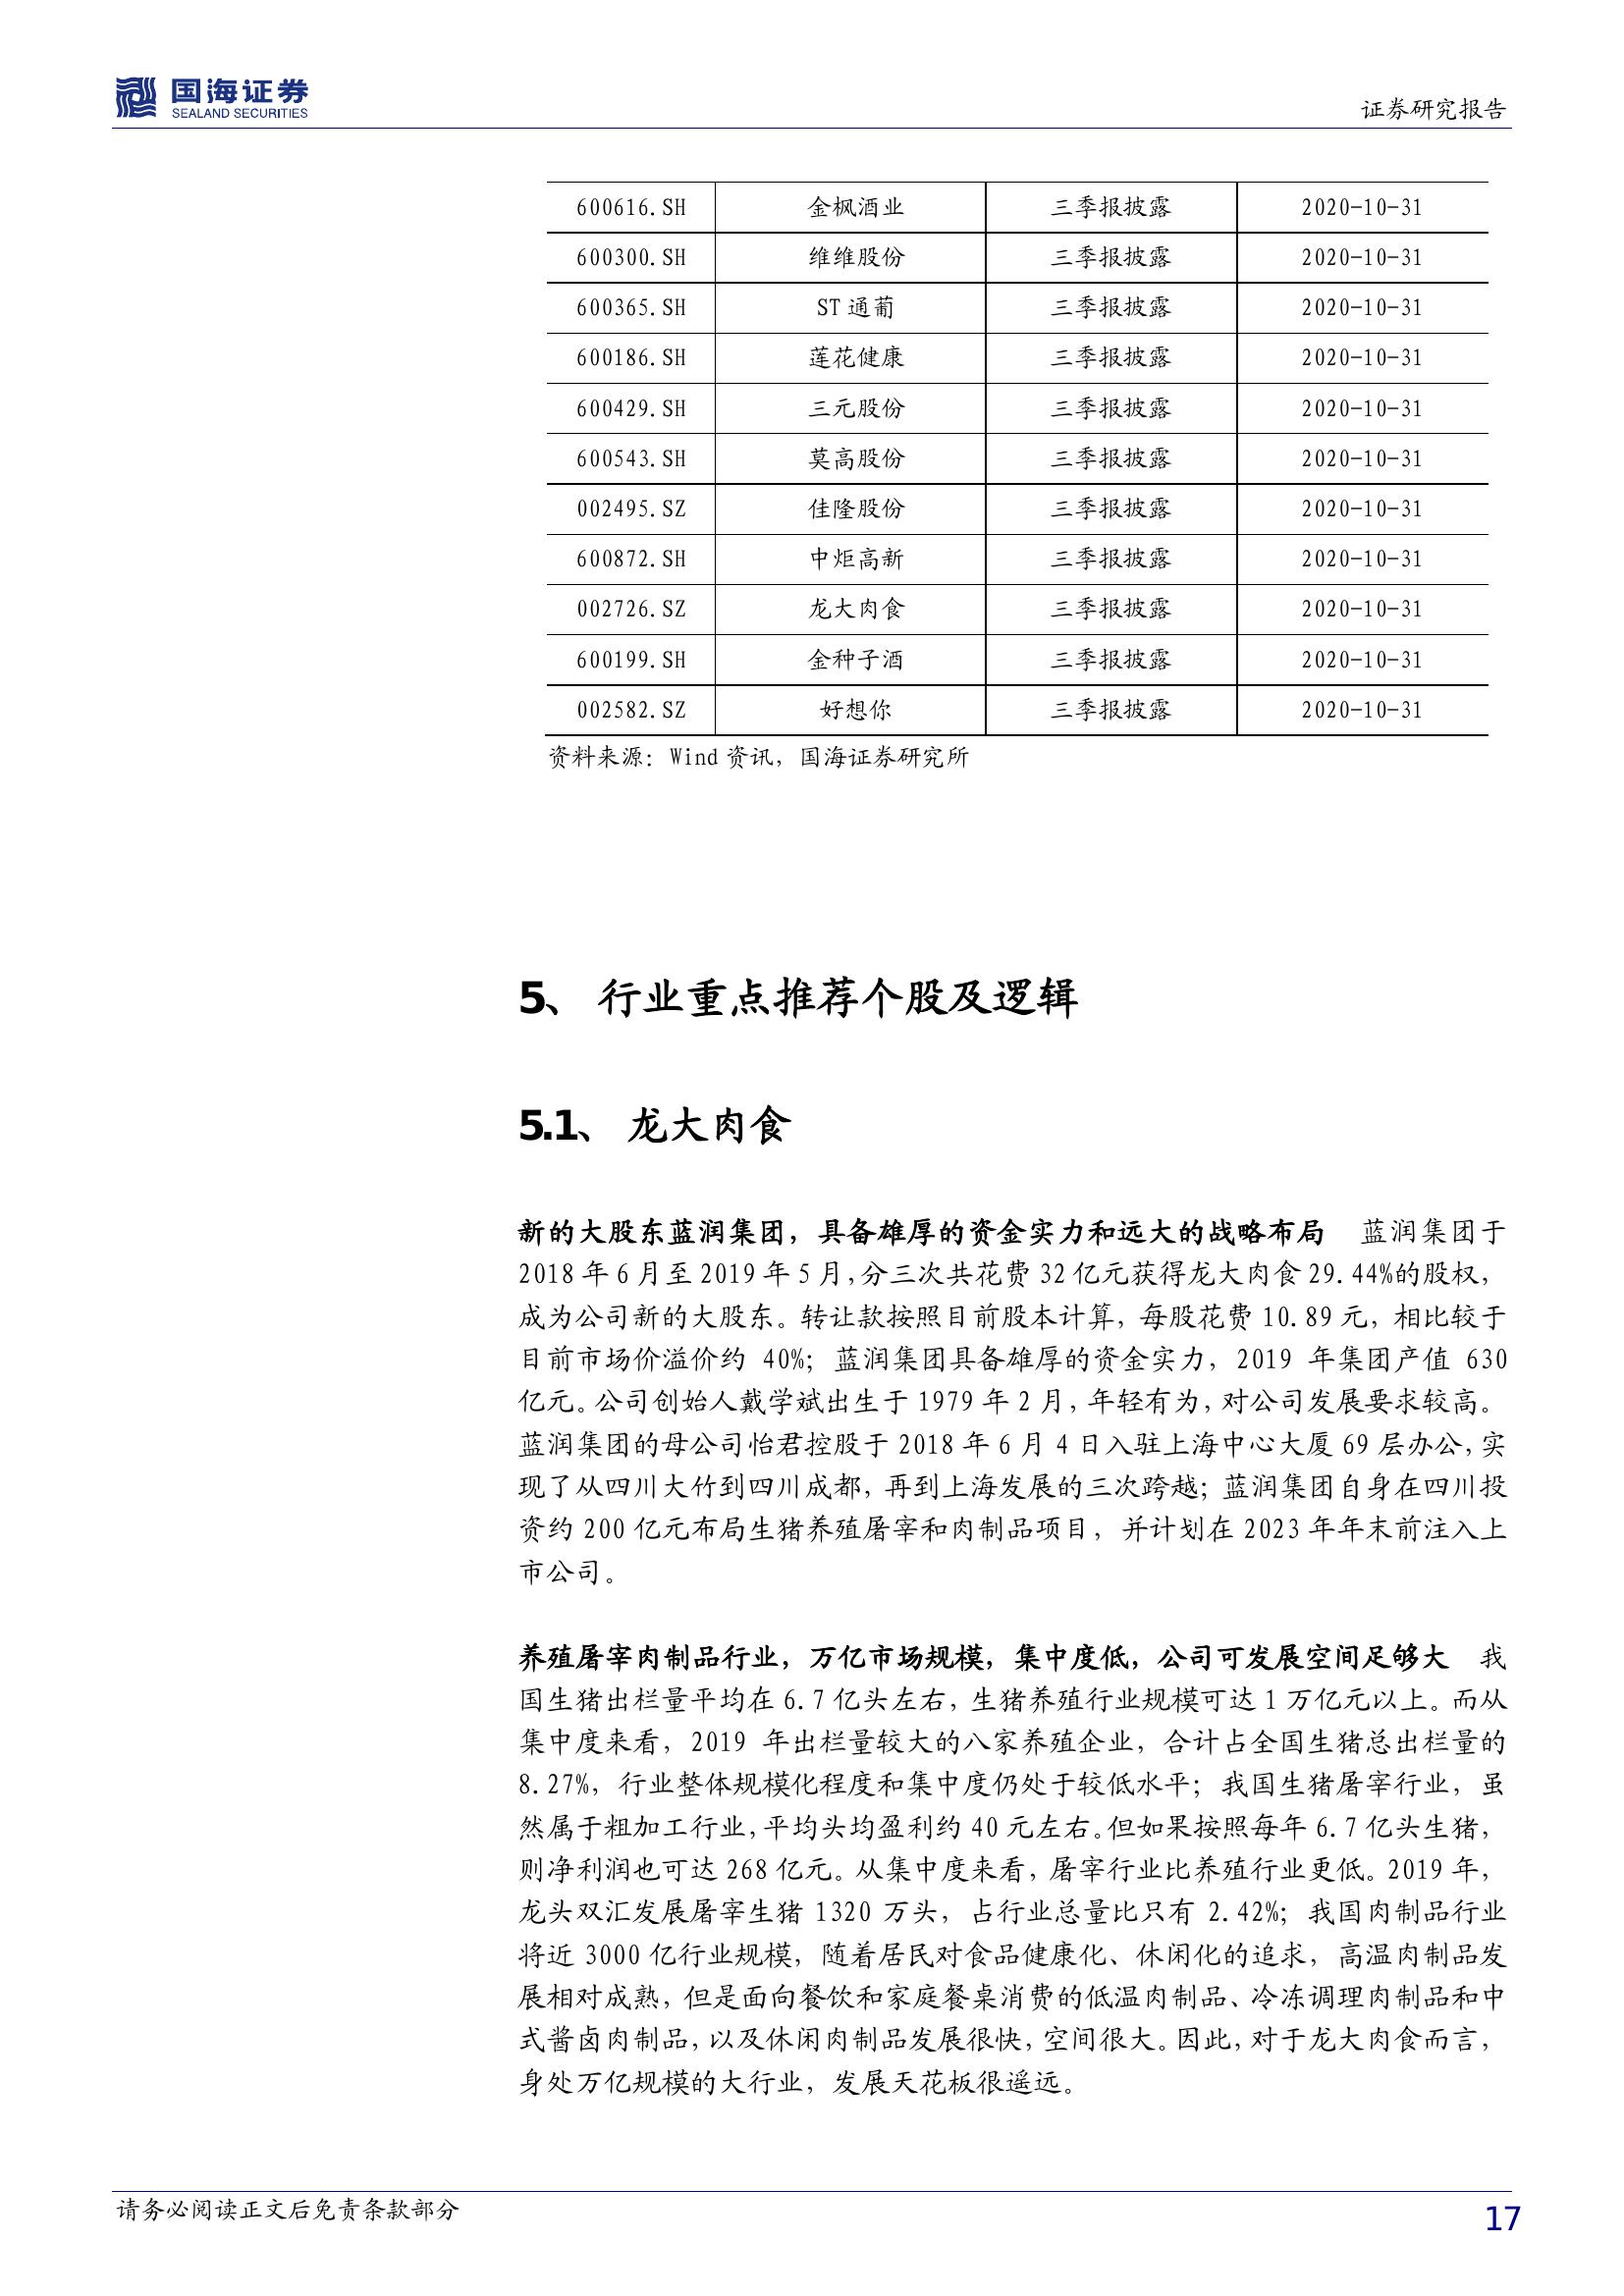 国海证券
SEALAND SECURITIES
证券研究报告
600616.SH 金枫酒业 三季报披露 2020-10-31
600300.SH 维维股份 三季报披露 2020-10-31
600365.SH ST 通葡 三季报披露 2020-10-31
600186.SH 莲花健康 三季报披露 2020-10-31
600429.SH 三元股份 三季报披露 2020-10-31
600543.SH 莫高股份 三季报披露 2020-10-31
002495.SZ 佳隆股份 三季报披露 2020-10-31
600872.SH 中炬高新 三季报披露 2020-10-31
002726.SZ 龙大肉食 三季报披露 2020-10-31
600199.SH 金种子酒 三季报披露 2020-10-31
002582.SZ 好想你 三季报披露 2020-10-31
资料来源：Wind 资讯，国海证券研究所
5、 行业重点推荐个股及逻辑
5.1、 龙大肉食
新的大股东蓝润集团，具备雄厚的资金实力和远大的战略布局 蓝润集团于
2018 年 6 月至 2019 年 5 月，分三次共花费 32 亿元获得龙大肉食 29.44%的股权，
成为公司新的大股东。转让款按照目前股本计算，每股花费 10.89 元，相比较于
目前市场价溢价约 40%；蓝润集团具备雄厚的资金实力，2019 年集团产值 630
亿元。公司创始人戴学斌出生于 1979 年 2 月，年轻有为，对公司发展要求较高。
蓝润集团的母公司怡君控股于 2018 年 6 月 4 日入驻上海中心大厦 69 层办公，实
现了从四川大竹到四川成都，再到上海发展的三次跨越；蓝润集团自身在四川投
资约 200 亿元布局生猪养殖屠宰和肉制品项目，并计划在 2023 年年末前注入上
市公司。
养殖屠宰肉制品行业，万亿市场规模，集中度低，公司可发展空间足够大 我
国生猪出栏量平均在 6.7 亿头左右，生猪养殖行业规模可达 1 万亿元以上。而从
集中度来看，2019 年出栏量较大的八家养殖企业，合计占全国生猪总出栏量的
8.27%，行业整体规模化程度和集中度仍处于较低水平；我国生猪屠宰行业，虽
然属于粗加工行业，平均头均盈利约 40 元左右。但如果按照每年 6.7 亿头生猪，
则净利润也可达 268 亿元。从集中度来看，屠宰行业比养殖行业更低。2019 年，
龙头双汇发展屠宰生猪 1320 万头，占行业总量比只有 2.42%；我国肉制品行业
将近 3000 亿行业规模，随着居民对食品健康化、休闲化的追求，高温肉制品发
展相对成熟，但是面向餐饮和家庭餐桌消费的低温肉制品、冷冻调理肉制品和中
式酱卤肉制品，以及休闲肉制品发展很快，空间很大。因此，对于龙大肉食而言，
身处万亿规模的大行业，发展天花板很遥远。
请务必阅读正文后免责条款部分
17